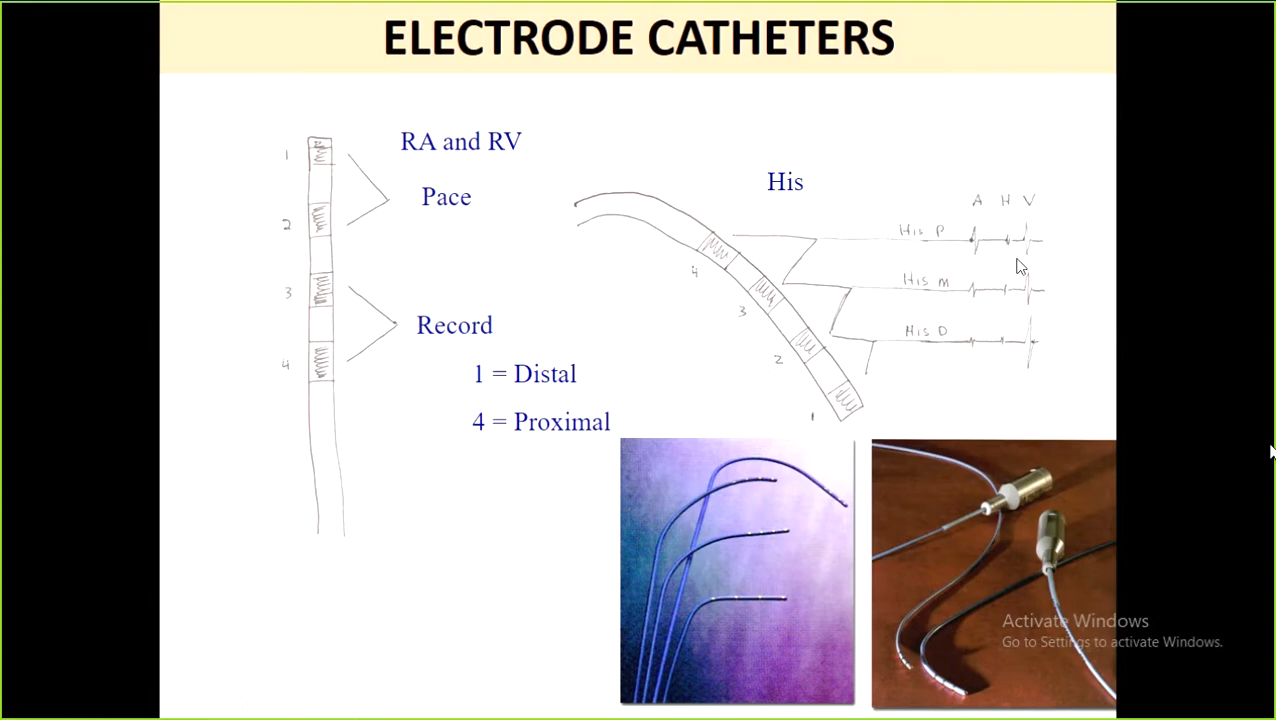 ELECTRODE CATHETERS
RA and RV
1
Pace
2
3
Record
4
1 = Distal
4 = Proximal
His
A H V
His P
4
His m
3
His D
2
1
Activate Windows
Go to Settings to activate Windows.